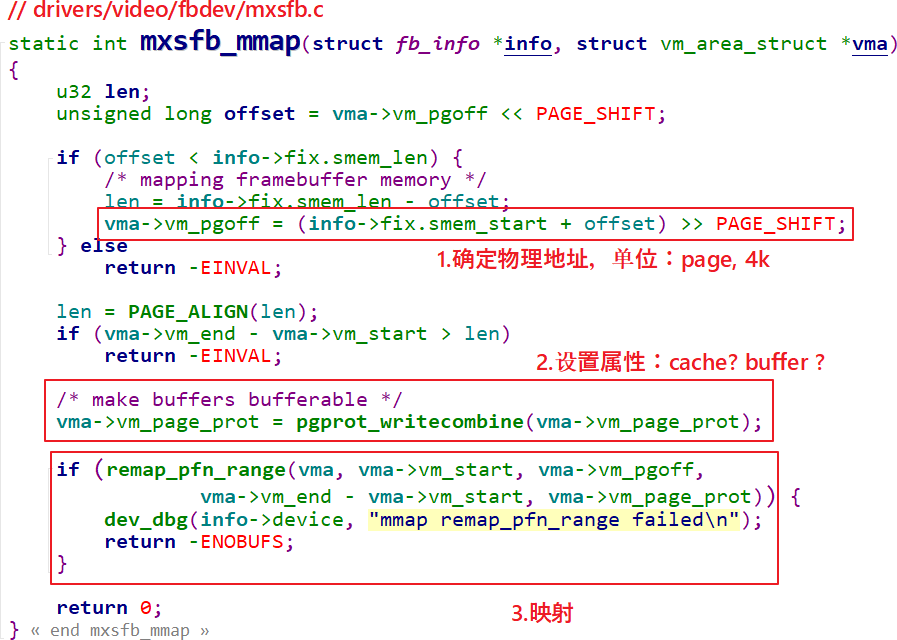 // drivers/video/fbdev/mxsfb.c
static int mxsfb_mmap(struct fb_info *info, struct vm_area_struct *vma)
{
    u32 len;
    unsigned long offset = vma->vm_pgoff << PAGE_SHIFT;

    if (offset < info->fix.smem_len) {
        /* mapping framebuffer memory */
        len = info->fix.smem_len - offset;
        vma->vm_pgoff = (info->fix.smem_start + offset) >> PAGE_SHIFT;
    } else
1.确定物理地址，单位：page, 4k
        return -EINVAL;

    len = PAGE_ALIGN(len);
    if (vma->vm_end - vma->vm_start > len)
        return -EINVAL;
2.设置属性：cache? buffer ?

    /* make buffers bufferable */
    vma->vm_page_prot = pgprot_writecombine(vma->vm_page_prot);

    if (remap_pfn_range(vma, vma->vm_start, vma->vm_pgoff,
                vma->vm_end - vma->vm_start, vma->vm_page_prot)) {
        dev_dbg(info->device, "mmap remap_pfn_range failed\n");
        return -ENOBUFS;
    }

    return 0;
3.映射
} « end mxsfb_mmap »